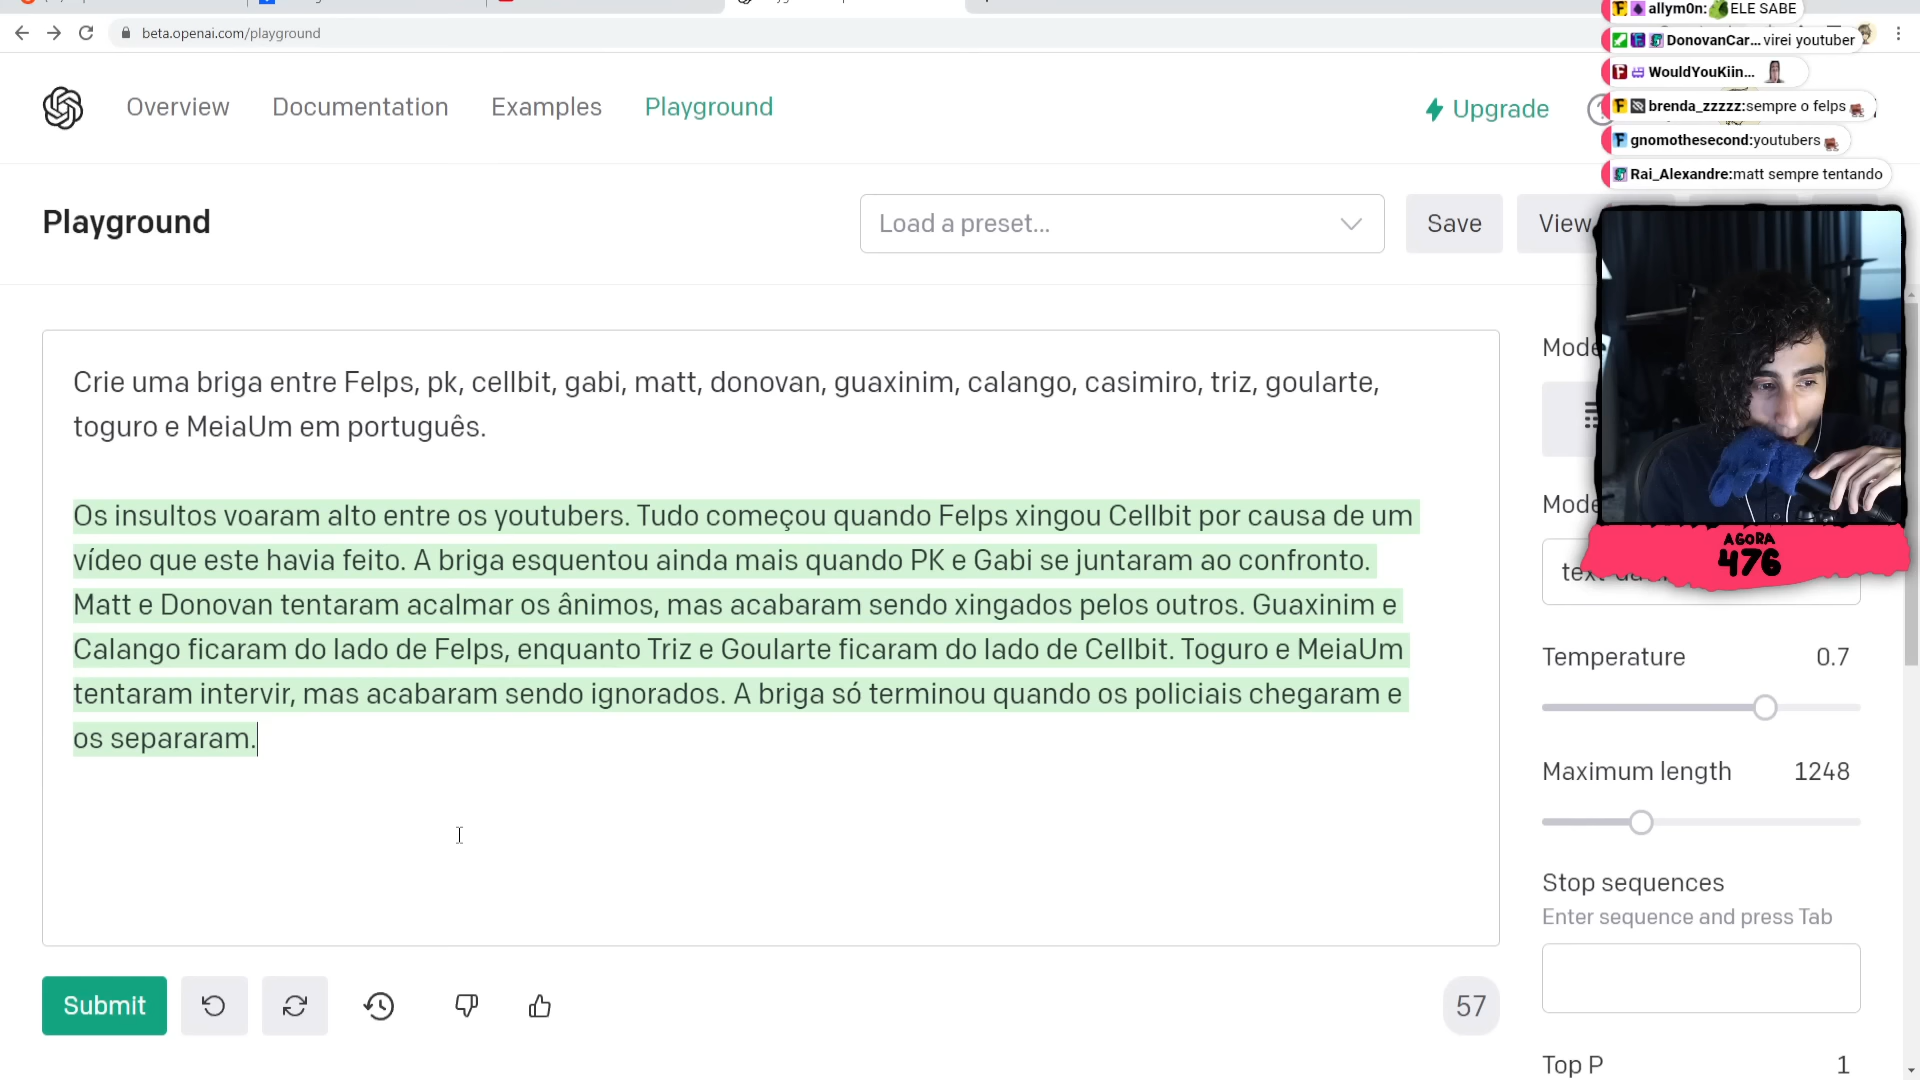 beta.openai.com/playground
allym0n: ELE SABE
DonovanCar... virei youtuber
WouldYouKiin...
brenda_zzzzz:sempre o felps
gnomothesecond:youtubers
Rai_Alexandre:matt sempre tentando
Overview
Documentation
Examples
Playground
Upgrade
Playground
Load a preset...
Save
View
Crie uma briga entre Felps, pk, cellbit, gabi, matt, donovan, guaxinim, calango, casimiro, triz, goularte,
toguro e MeiaUm em português.
Os insultos voaram alto entre os youtubers. Tudo começou quando Felps xingou Cellbit por causa de um
vídeo que este havia feito. A briga esquentou ainda mais quando PK e Gabi se juntaram ao confronto.
Matt e Donovan tentaram acalmar os ânimos, mas acabaram sendo xingados pelos outros. Guaxinim e
Calango ficaram do lado de Felps, enquanto Triz e Goularte ficaram do lado de Cellbit. Toguro e MeiaUm
tentaram intervir, mas acabaram sendo ignorados. A briga só terminou quando os policiais chegaram e
os separaram.
Mode
AGORA
476
Temperature 0.7
Maximum length 1248
Stop sequences
Enter sequence and press Tab
Top P 1
Submit
57